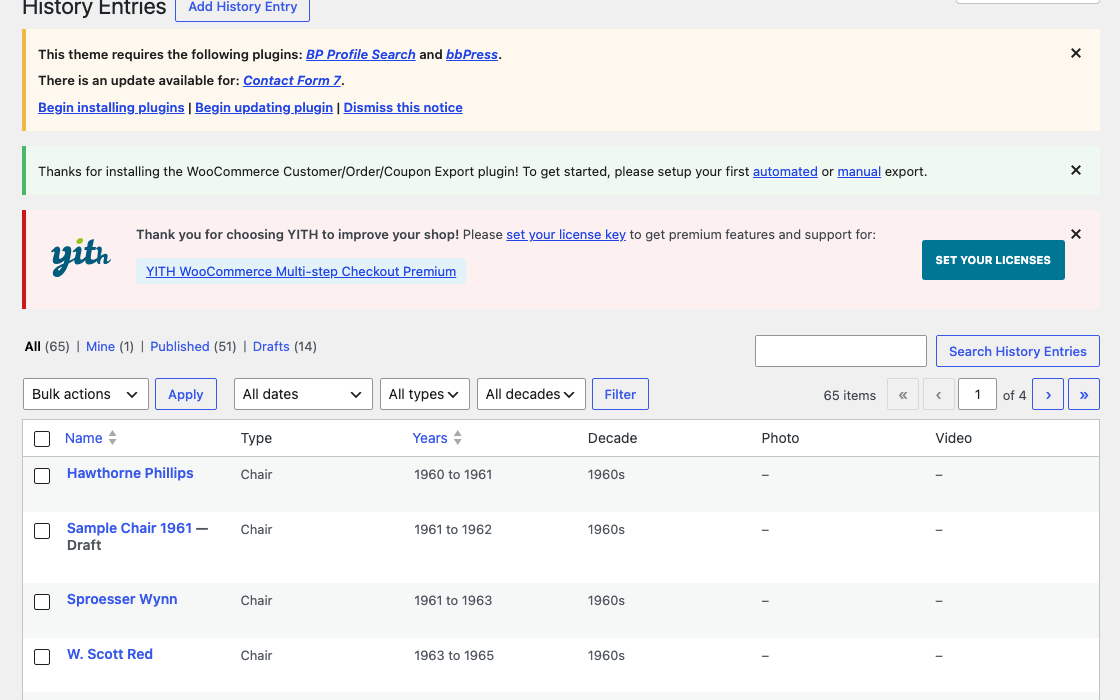 History Entries Add History Entry
This theme requires the following plugins: BP Profile Search and bbPress.
There is an update available for: Contact Form 7.
Begin installing plugins | Begin updating plugin | Dismiss this notice
Thanks for installing the WooCommerce Customer/Order/Coupon Export plugin! To get started, please setup your first automated or manual export.
yith
Thank you for choosing YITH to improve your shop! Please set your license key to get premium features and support for:
YITH WooCommerce Multi-step Checkout Premium
SET YOUR LICENSES
All (65) | Mine (1) | Published (51) | Drafts (14)
Search History Entries
Bulk actions Apply All dates All types All decades Filter 65 items « ‹ 1 of 4 › »
Name Type Years Decade Photo Video
Hawthorne Phillips Chair 1960 to 1961 1960s – –
Sample Chair 1961 — Chair 1961 to 1962 1960s – –
Draft
Sproesser Wynn Chair 1961 to 1963 1960s – –
W. Scott Red Chair 1963 to 1965 1960s – –